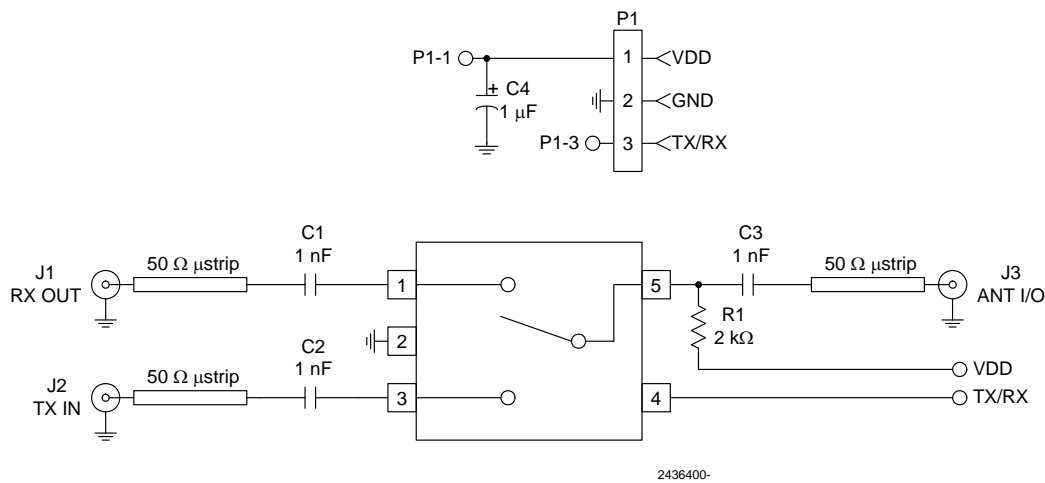 P1
P1-1
1
VDD
+ C4
1 μF
2
GND
P1-3
3
TX/RX
J1
RX OUT
50 Ω μstrip
C1
1 nF
1
5
C3
1 nF
50 Ω μstrip
J3
ANT I/O
R1
2 kΩ
2
VDD
J2
TX IN
50 Ω μstrip
C2
1 nF
3
4
TX/RX
2436400-